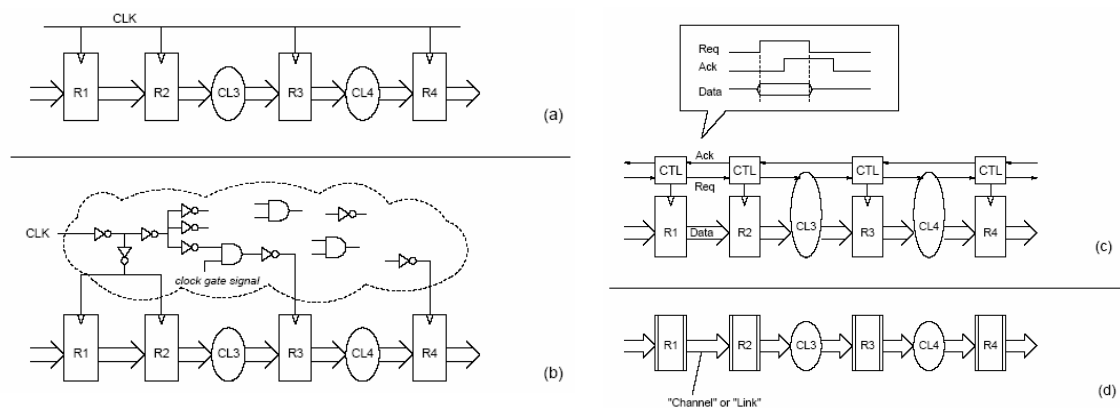 CLK
R1 R2 CL3 R3 CL4 R4
(a)
CLK
clock gate signal
R1 R2 CL3 R3 CL4 R4
(b)
Req
Ack
Data
Ack
CTL CTL CTL CTL
Req
R1 Data R2 CL3 R3 CL4 R4
(c)
R1 R2 CL3 R3 CL4 R4
"Channel" or "Link"
(d)